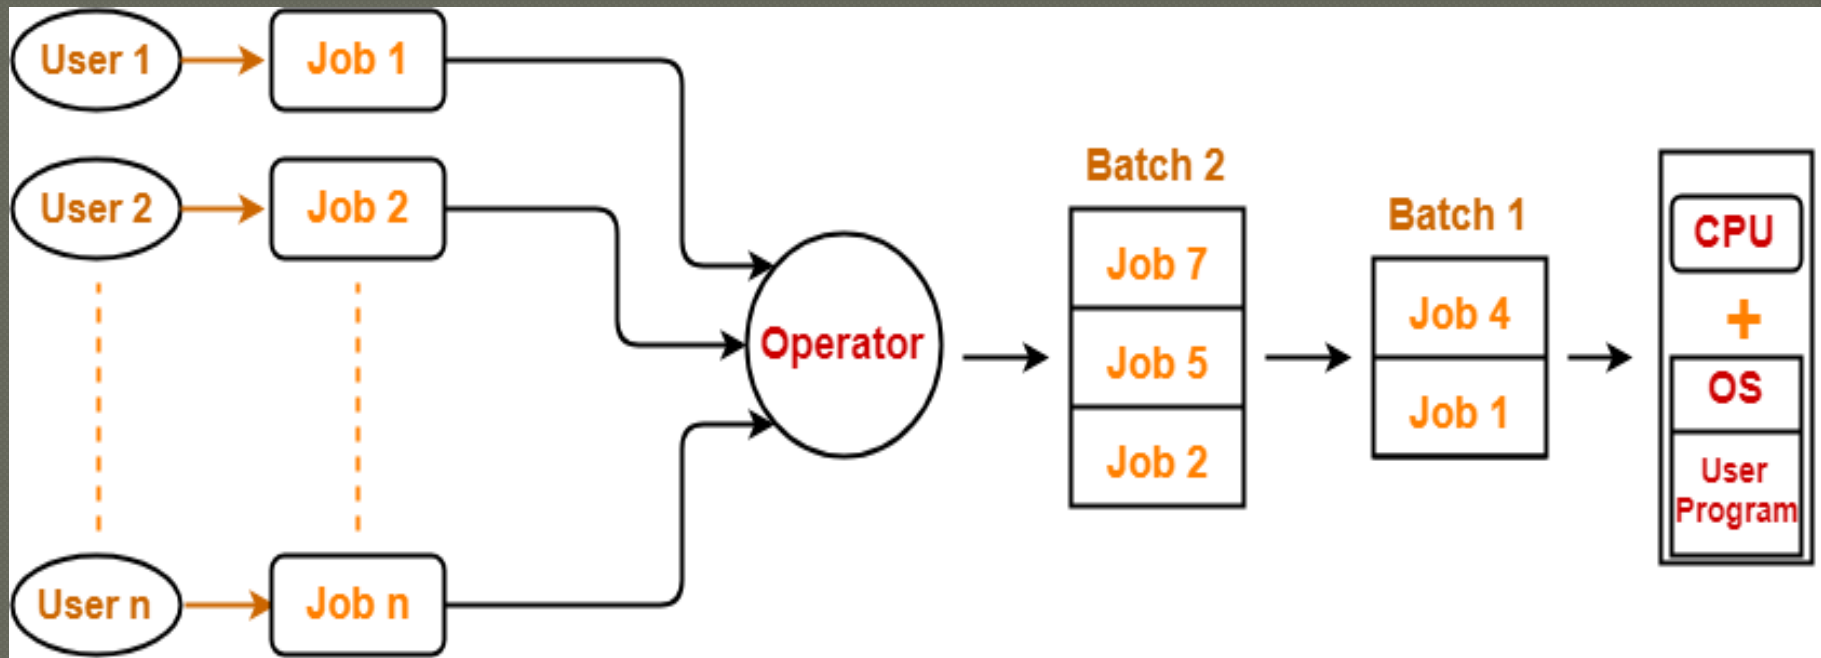 User 1
Job 1
User 2
Job 2
User n
Job n
Operator
Batch 2
Job 7
Job 5
Job 2
Batch 1
Job 4
Job 1
CPU
+
OS
User
Program